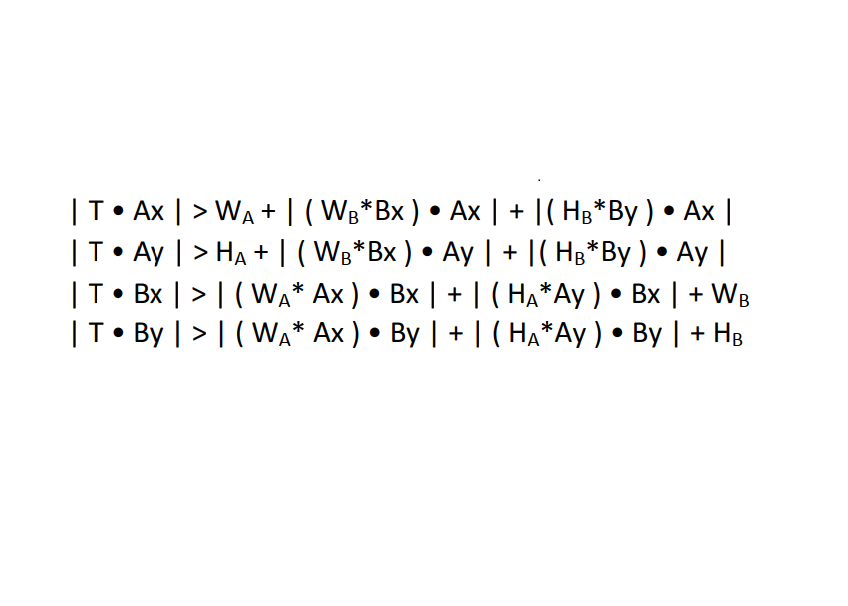 | T • Ax | > W_A + | ( W_B*Bx ) • Ax | + |( H_B*By ) • Ax |
| T • Ay | > H_A + | ( W_B*Bx ) • Ay | + |( H_B*By ) • Ay |
| T • Bx | > | ( W_A* Ax ) • Bx | + | ( H_A*Ay ) • Bx | + W_B
| T • By | > | ( W_A* Ax ) • By | + | ( H_A*Ay ) • By | + H_B